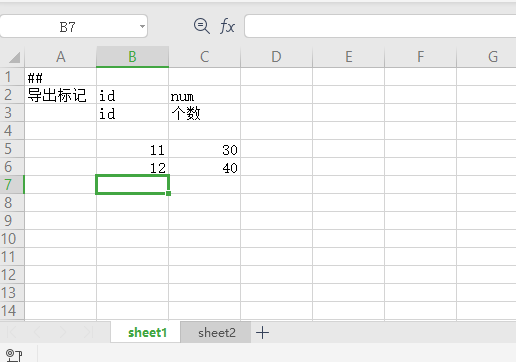 B7
fx
A B C D E F G
1 ##
2 导出标记 id num
3 id 个数
4
5 11 30
6 12 40
7
8
9
10
11
12
13
14
sheet1 sheet2